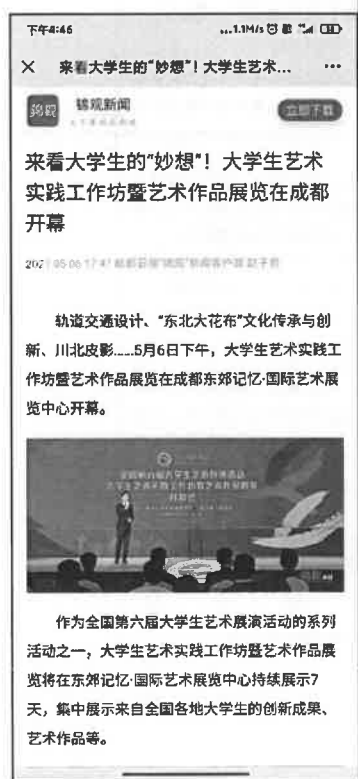 下午4:46
...1.1M/s
来看大学生的“妙想”！大学生艺术...
锦观
锦观新闻
立即下载
来看大学生的“妙想”！大学生艺术
实践工作坊暨艺术作品展览在成都
开幕
202 05-06 17:41
轨道交通设计、“东北大花布”文化传承与创
新、川北皮影……5月6日下午，大学生艺术实践工
作坊暨艺术作品展览在成都东郊记忆·国际艺术展
览中心开幕。
作为全国第六届大学生艺术展演活动的系列
活动之一，大学生艺术实践工作坊暨艺术作品展
览将在东郊记忆·国际艺术展览中心持续展示7
天，集中展示来自全国各地大学生的创新成果、
艺术作品等。